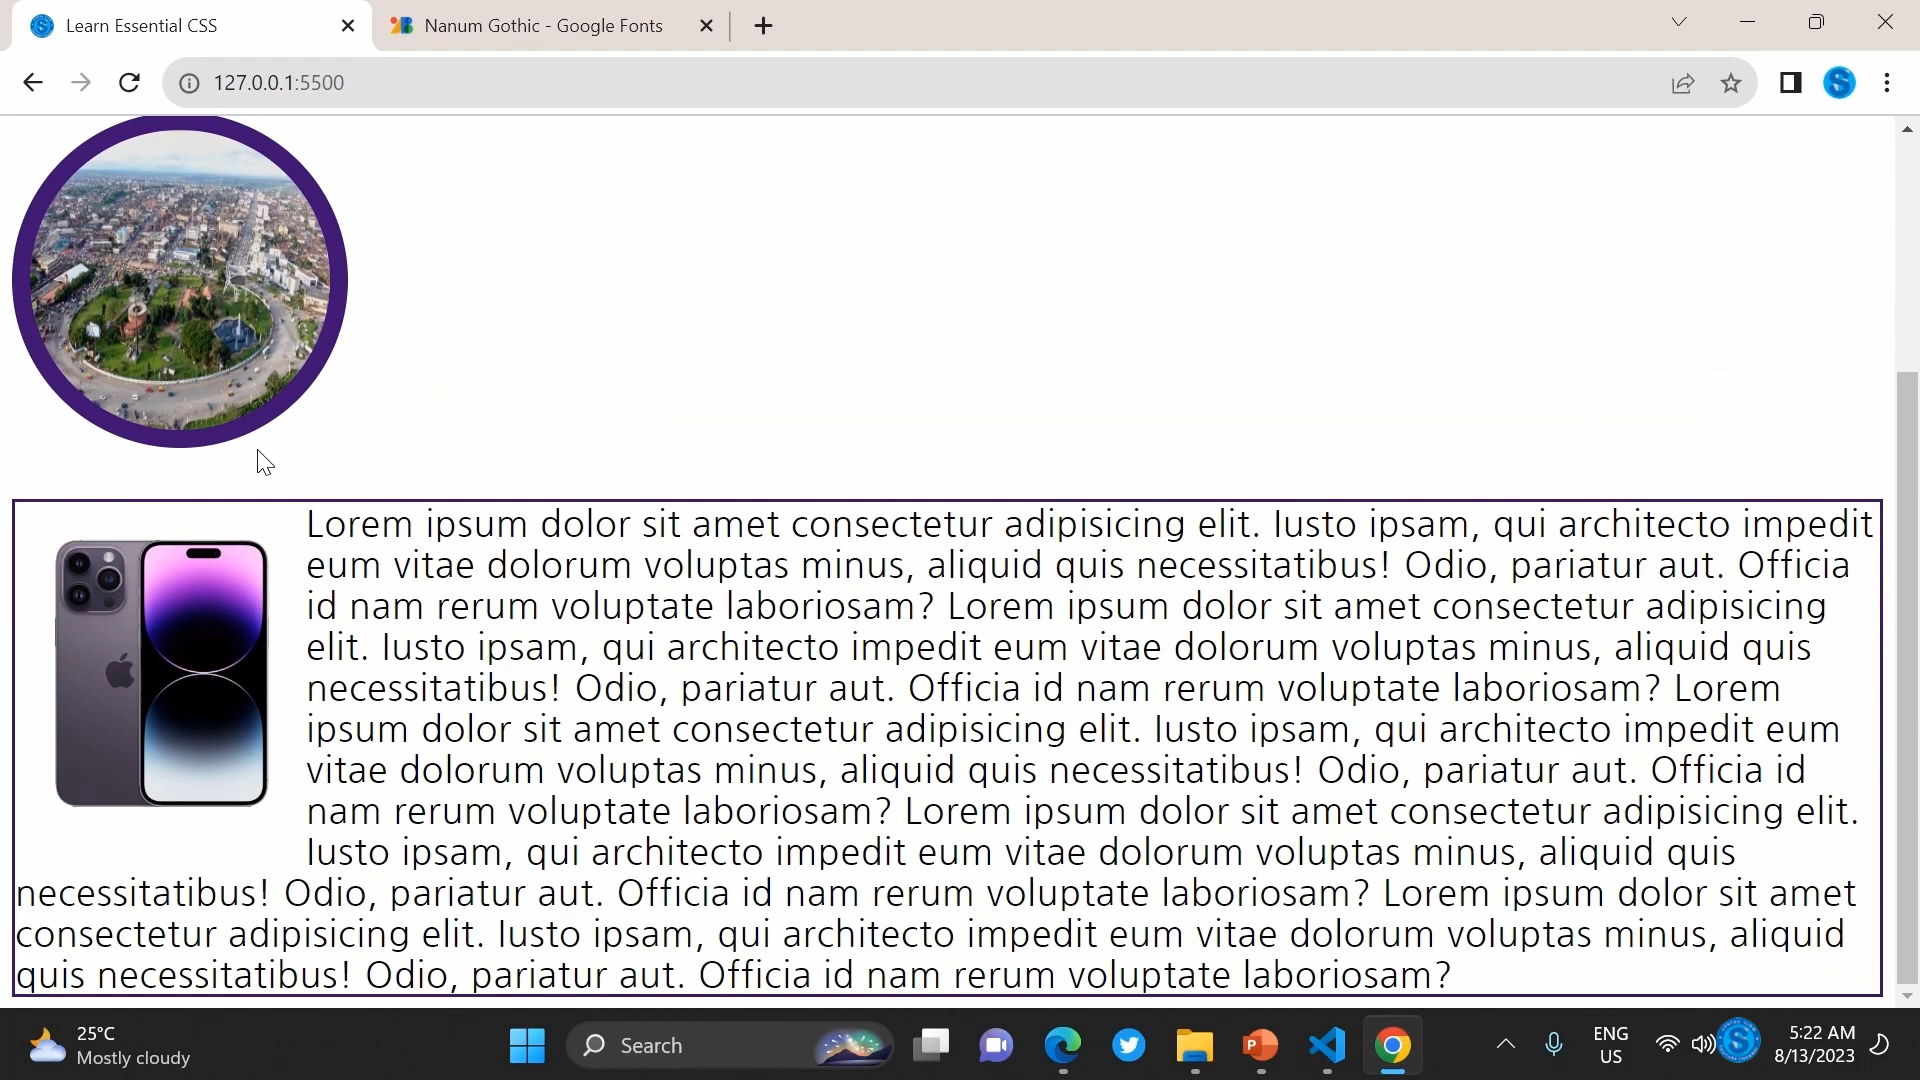 Learn Essential CSS
Nanum Gothic - Google Fonts
127.0.0.1:5500
Lorem ipsum dolor sit amet consectetur adipisicing elit. Iusto ipsam, qui architecto impedit
eum vitae dolorum voluptas minus, aliquid quis necessitatibus! Odio, pariatur aut. Officia
id nam rerum voluptate laboriosam? Lorem ipsum dolor sit amet consectetur adipisicing
elit. Iusto ipsam, qui architecto impedit eum vitae dolorum voluptas minus, aliquid quis
necessitatibus! Odio, pariatur aut. Officia id nam rerum voluptate laboriosam? Lorem
ipsum dolor sit amet consectetur adipisicing elit. Iusto ipsam, qui architecto impedit eum
vitae dolorum voluptas minus, aliquid quis necessitatibus! Odio, pariatur aut. Officia id
nam rerum voluptate laboriosam? Lorem ipsum dolor sit amet consectetur adipisicing elit.
Iusto ipsam, qui architecto impedit eum vitae dolorum voluptas minus, aliquid quis
necessitatibus! Odio, pariatur aut. Officia id nam rerum voluptate laboriosam? Lorem ipsum dolor sit amet
consectetur adipisicing elit. Iusto ipsam, qui architecto impedit eum vitae dolorum voluptas minus, aliquid
quis necessitatibus! Odio, pariatur aut. Officia id nam rerum voluptate laboriosam?
25°C
Mostly cloudy
Search
ENG
US
5:22 AM
8/13/2023